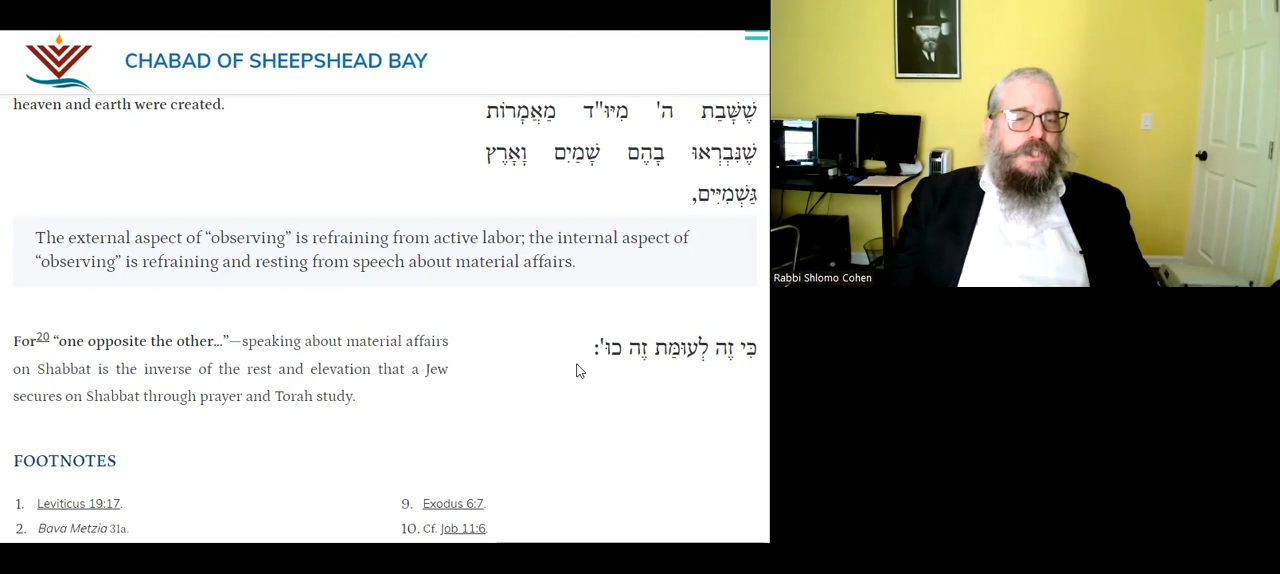 CHABAD OF SHEEPSHEAD BAY
heaven and earth were created.
שֶׁשָּׁבַת ה' מִיּוּ"ד מַאֲמָרוֹת
שֶׁנִּבְרְאוּ בָהֶם שָׁמַיִם וָאָרֶץ
גַּשְׁמִיִּים,
The external aspect of “observing” is refraining from active labor; the internal aspect of
“observing” is refraining and resting from speech about material affairs.
For20 “one opposite the other...”—speaking about material affairs
on Shabbat is the inverse of the rest and elevation that a Jew
secures on Shabbat through prayer and Torah study.
כִּי זֶה לְעוּמַּת זֶה כוּ':
FOOTNOTES
1. Leviticus 19:17.
2. Bava Metzia 31a.
9. Exodus 6:7.
10. Cf. Job 11:6.
Rabbi Shlomo Cohen